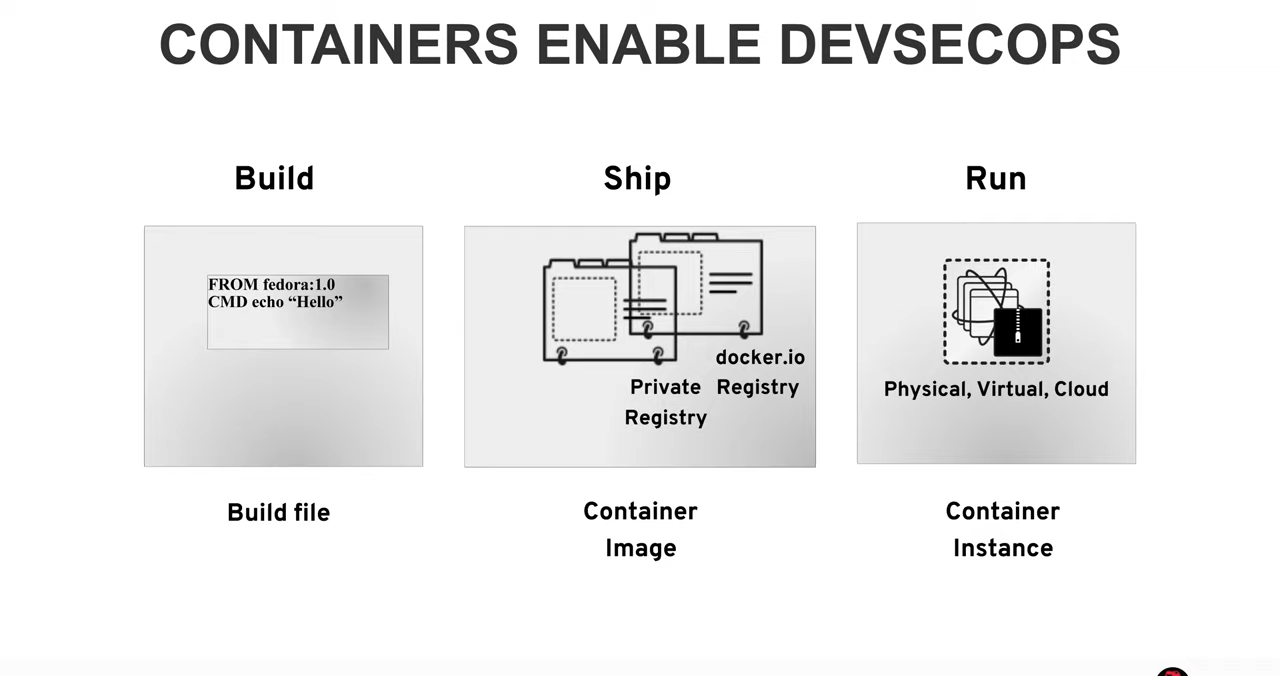 CONTAINERS ENABLE DEVSECOPS
Build
Ship
Run
FROM fedora:1.0
CMD echo “Hello”
docker.io
Registry
Private
Registry
Physical, Virtual, Cloud
Build file
Container
Image
Container
Instance